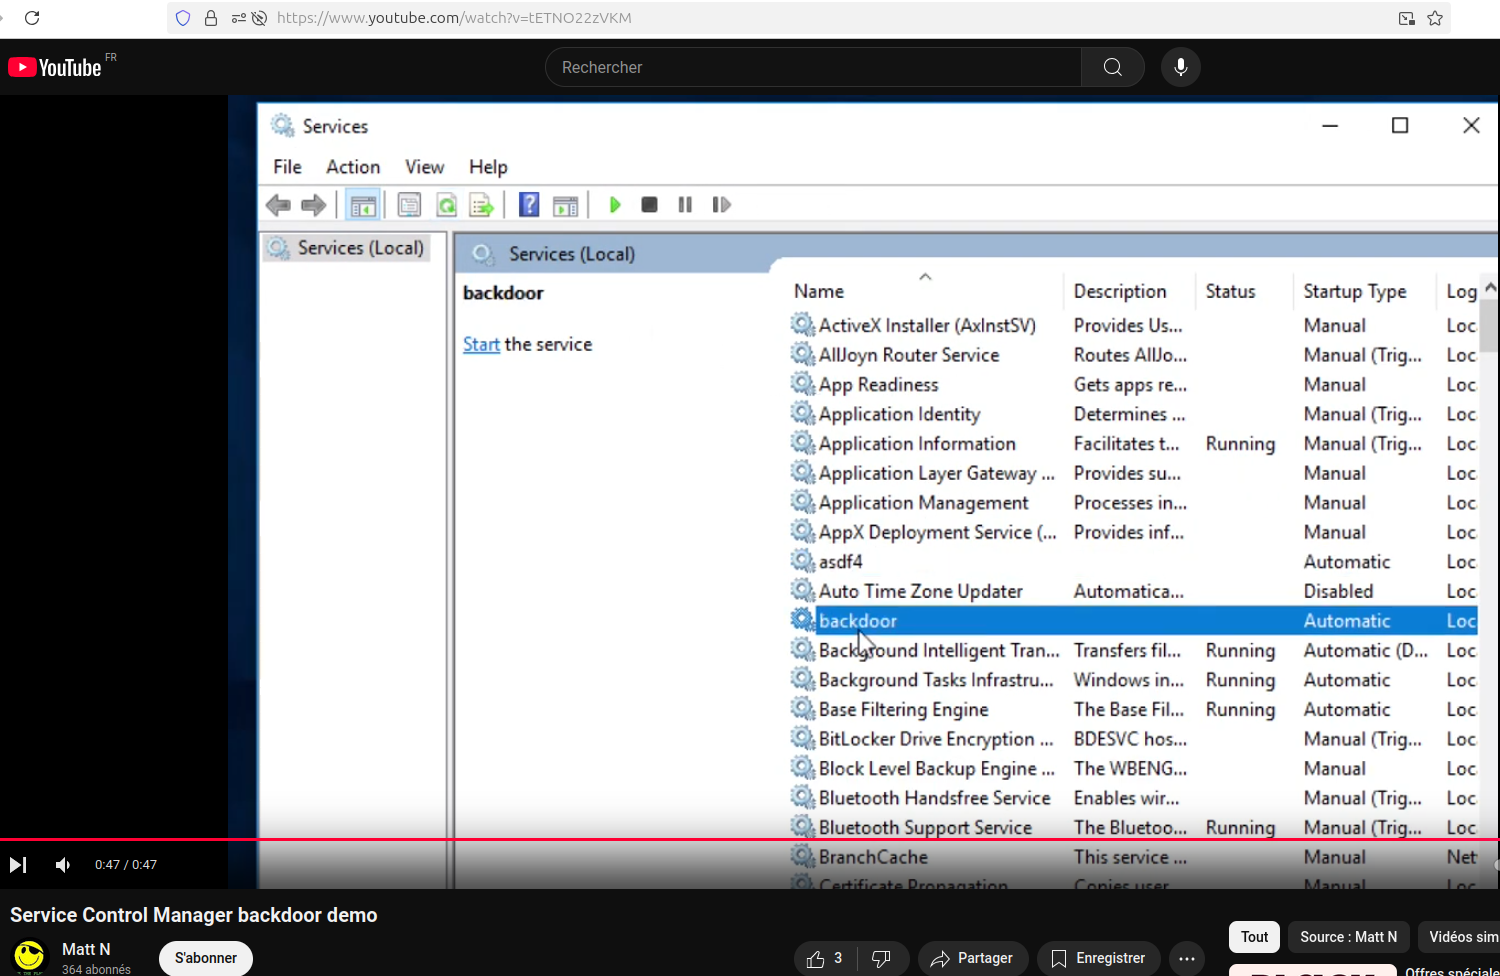 https://www.youtube.com/watch?v=tETNO22zVKM
YouTube FR
Rechercher
Services
File Action View Help
Services (Local)
Services (Local)
backdoor
Start the service
Name Description Status Startup Type Log
ActiveX Installer (AxInstSV) Provides Us... Manual Loc
AllJoyn Router Service Routes AllJo... Manual (Trig... Loc
App Readiness Gets apps re... Manual Loc
Application Identity Determines ... Manual (Trig... Loc
Application Information Facilitates t... Running Manual (Trig... Loc
Application Layer Gateway ... Provides su... Manual Loc
Application Management Processes in... Manual Loc
AppX Deployment Service (... Provides inf... Manual Loc
asdf4 Automatic Loc
Auto Time Zone Updater Automatica... Disabled Loc
backdoor Automatic Loc
Background Intelligent Tran... Transfers fil... Running Automatic (D... Loc
Background Tasks Infrastru... Windows in... Running Automatic Loc
Base Filtering Engine The Base Fil... Running Automatic Loc
BitLocker Drive Encryption ... BDESVC hos... Manual (Trig... Loc
Block Level Backup Engine ... The WBENG... Manual Loc
Bluetooth Handsfree Service Enables wir... Manual (Trig... Loc
Bluetooth Support Service The Bluetoo... Running Manual (Trig... Loc
BranchCache This service ... Manual Net
Certificate Propagation Copies user Manual Loc
0:47 / 0:47
Service Control Manager backdoor demo
Matt N
364 abonnés
S'abonner
3
Partager
Enregistrer
...
Tout
Source : Matt N
Vidéos sim
Offres spéciale